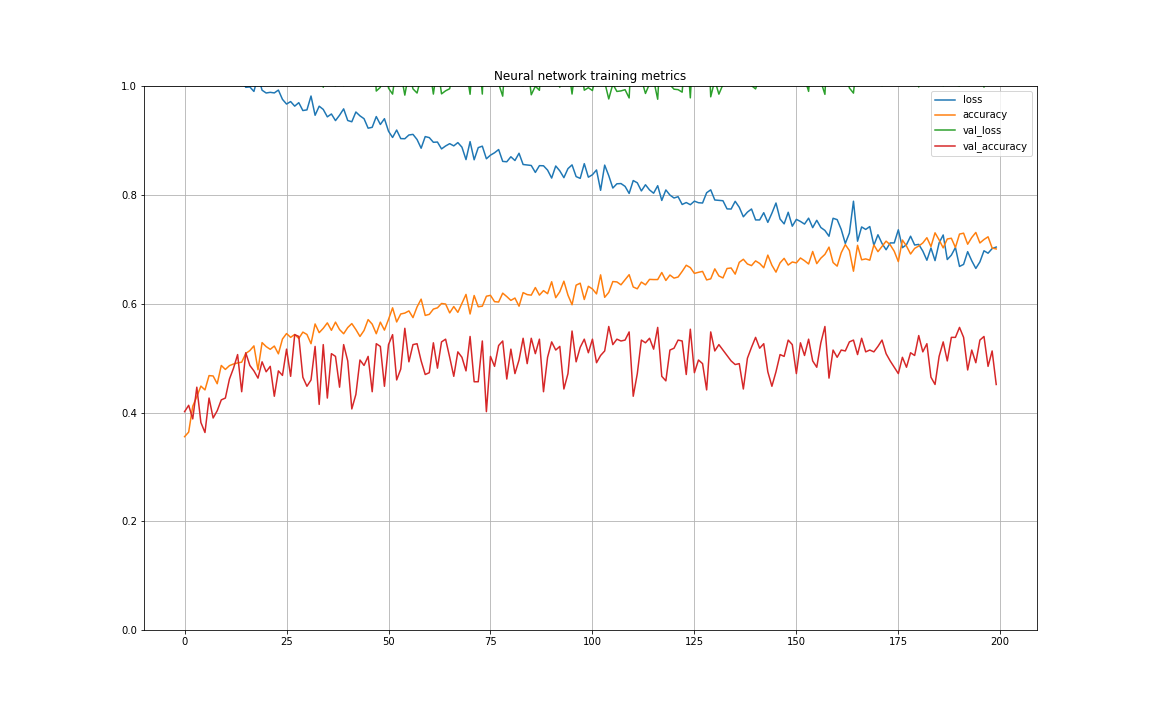 Neural network training metrics
1.0
0.8
0.6
0.4
0.2
0.0
loss
accuracy
val_loss
val_accuracy
0 25 50 75 100 125 150 175 200